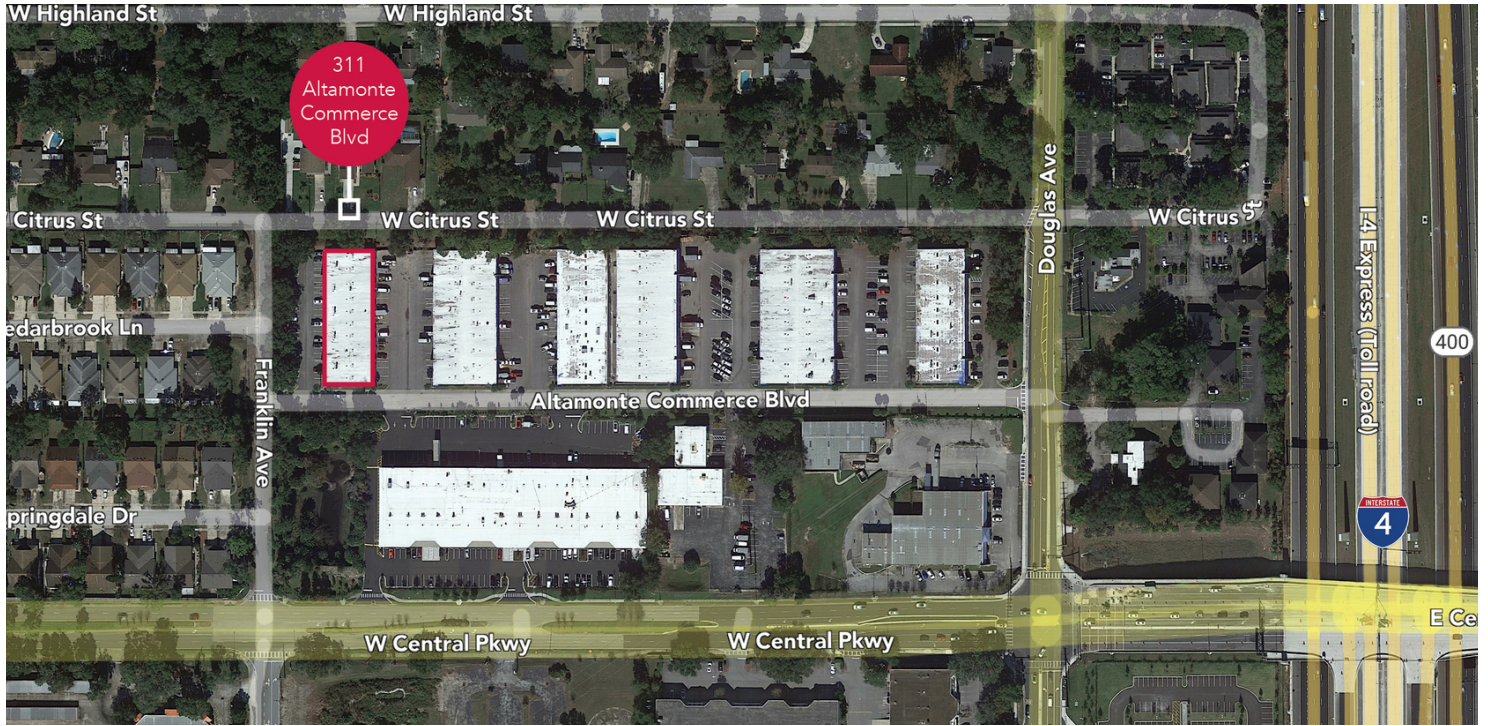 W Highland St
W Highland St
311
Altamonte
Commerce
Blvd
Citrus St
W Citrus St
W Citrus St
W Citrus St
Douglas Ave
I-4 Express (Toll road)
edarbrook Ln
400
Franklin Ave
Altamonte Commerce Blvd
pringdale Dr
INTERSTATE
4
W Central Pkwy
W Central Pkwy
E Ce